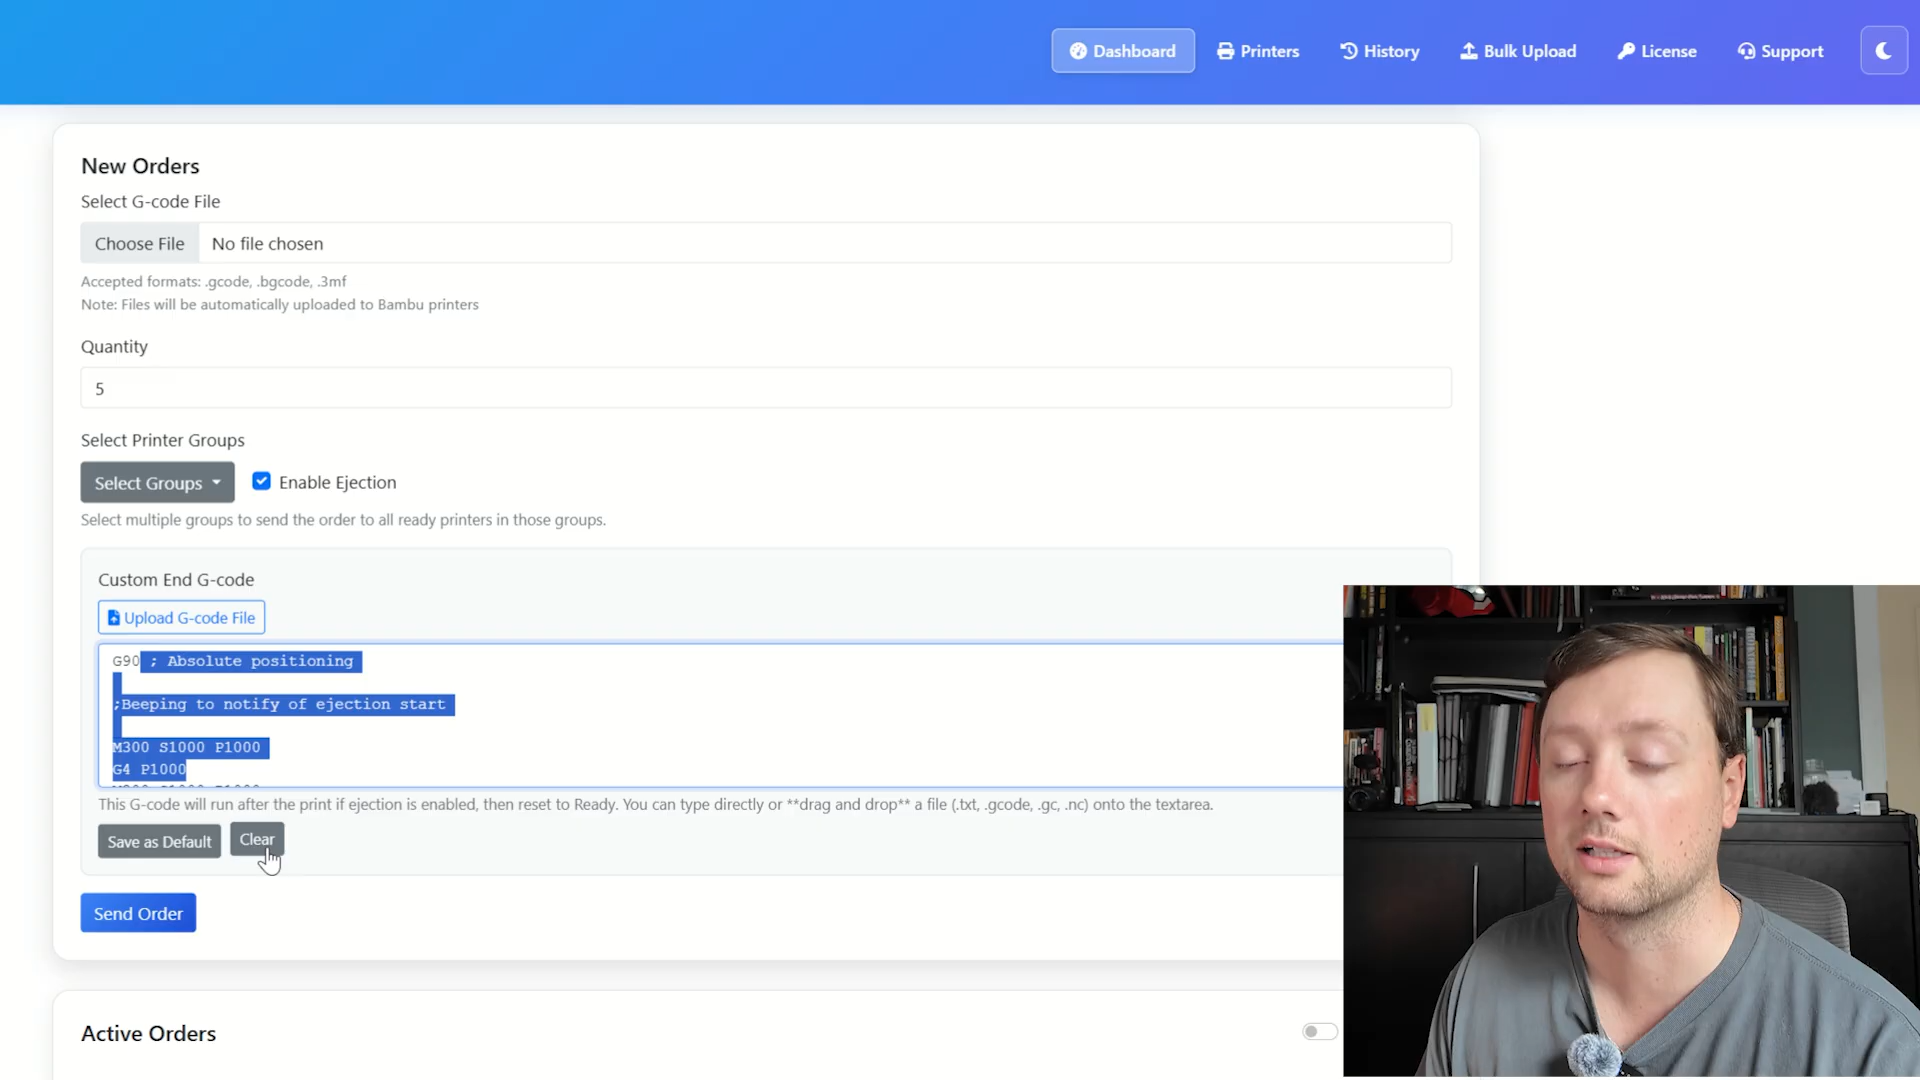 Dashboard
Printers
History
Bulk Upload
License
Support
New Orders
Select G-code File
Choose File
No file chosen
Accepted formats: .gcode, .bgcode, .3mf
Note: Files will be automatically uploaded to Bambu printers
Quantity
5
Select Printer Groups
Select Groups
Enable Ejection
Select multiple groups to send the order to all ready printers in those groups.
Custom End G-code
Upload G-code File
G90 ; Absolute positioning
;Beeping to notify of ejection start
M300 S1000 P1000
G4 P1000
This G-code will run after the print if ejection is enabled, then reset to Ready. You can type directly or **drag and drop** a file (.txt, .gcode, .gc, .nc) onto the textarea.
Save as Default
Clear
Send Order
Active Orders